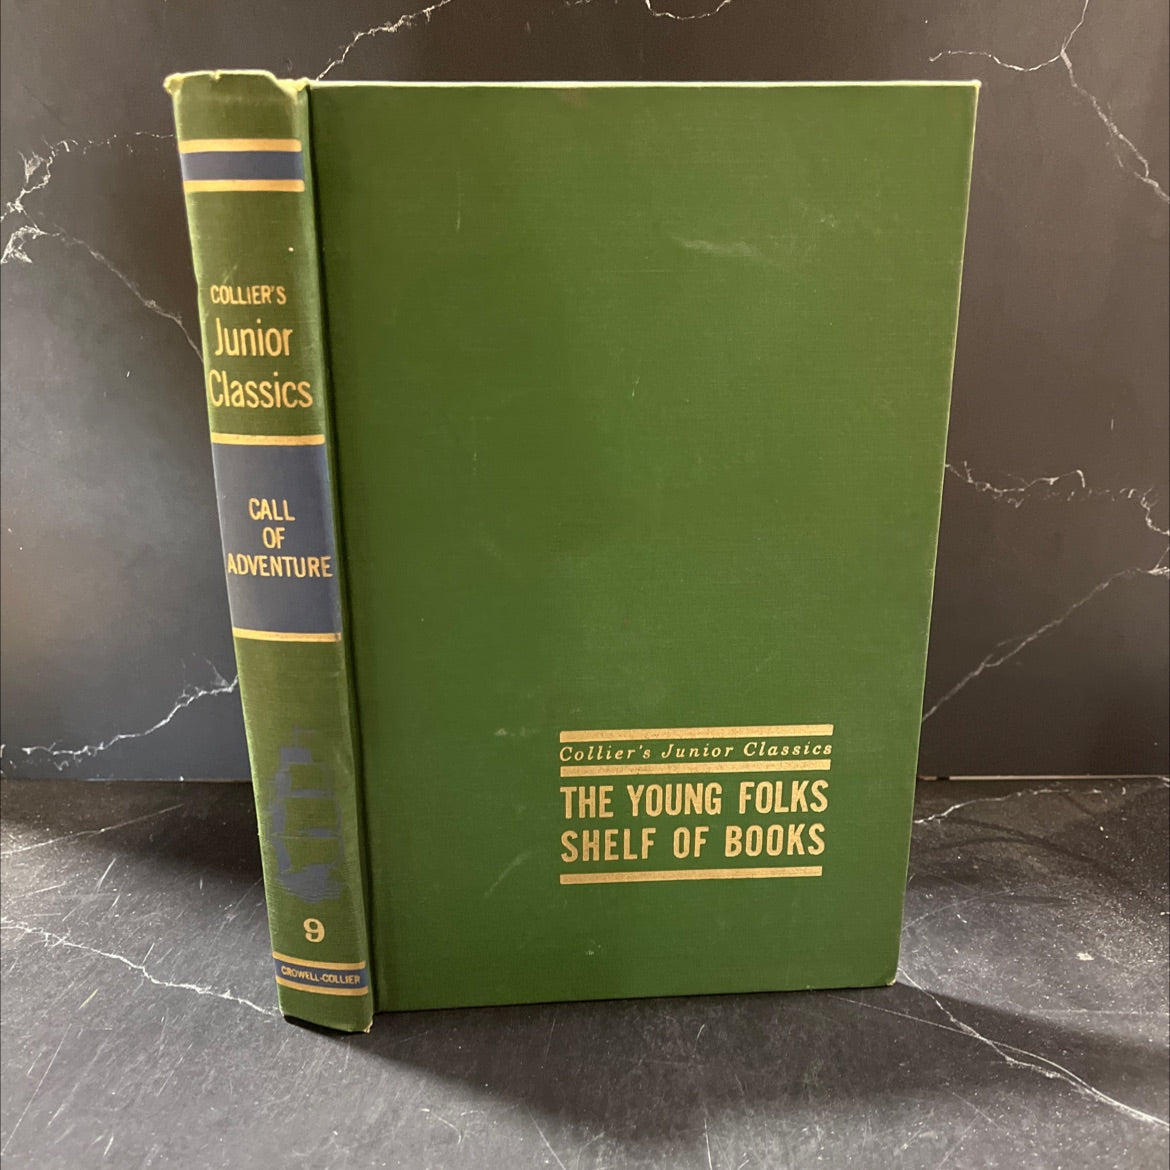 COLLIER'S
Junior
Classics
CALL
OF
ADVENTURE
9
CROWELL-COLLIER
Collier's Junior Classics
THE YOUNG FOLKS
SHELF OF BOOKS